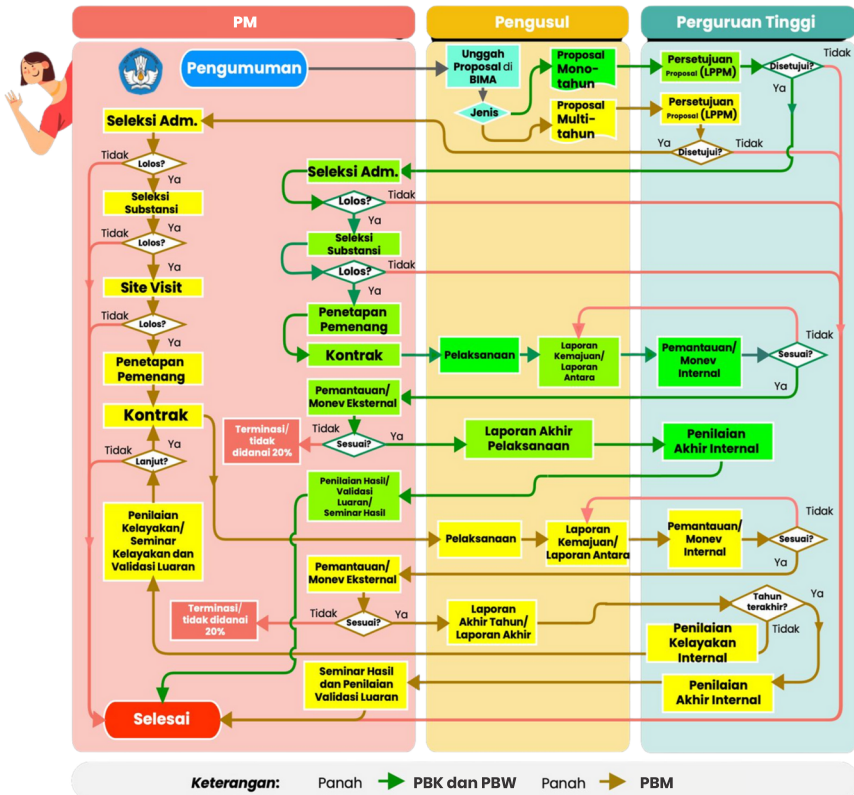 PM
Pengusul
Perguruan Tinggi
Pengumuman
Unggah
Proposal di
BIMA
Jenis
Proposal
Mono-
tahun
Persetujuan
Proposal (LPPM)
Disetujui?
Tidak
Ya
Proposal
Multi-
tahun
Persetujuan
Proposal (LPPM)
Ya
Disetujui?
Tidak
Seleksi Adm.
Tidak
Lolos?
Ya
Seleksi
Substansi
Tidak
Lolos?
Ya
Site Visit
Tidak
Lolos?
Ya
Penetapan
Pemenang
Kontrak
Tidak
Ya
Lanjut?
Penilaian
Kelayakan/
Seminar
Kelayakan dan
Validasi Luaran
Seleksi Adm.
Lolos?
Tidak
Ya
Seleksi
Substansi
Lolos?
Tidak
Ya
Penetapan
Pemenang
Kontrak
Pelaksanaan
Laporan
Kemajuan/
Laporan
Antara
Pemantauan/
Monev
Internal
Tidak
Sesuai?
Ya
Pemantauan/
Monev Eksternal
Terminasi/
tidak
didanai 20%
Tidak
Sesuai?
Ya
Laporan Akhir
Pelaksanaan
Penilaian
Akhir Internal
Penilaian Hasil/
Validasi
Luaran/
Seminar Hasil
Pelaksanaan
Laporan
Kemajuan/
Laporan Antara
Pemantauan/
Monev
Internal
Tidak
Sesuai?
Ya
Pemantauan/
Monev Eksternal
Terminasi/
tidak didanai
20%
Tidak
Sesuai?
Ya
Laporan
Akhir Tahun/
Laporan Akhir
Tahun
terakhir?
Ya
Tidak
Penilaian
Kelayakan
Internal
Penilaian
Akhir Internal
Seminar Hasil
dan Penilaian
Validasi Luaran
Selesai
Keterangan: Panah PBK dan PBW Panah PBM